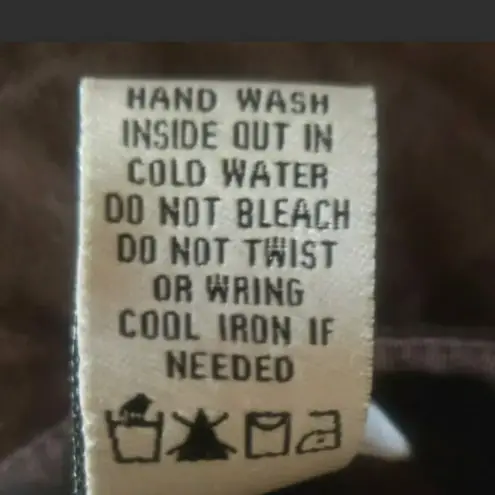 HAND WASH
INSIDE OUT IN
COLD WATER
DO NOT BLEACH
DO NOT TWIST
OR WRING
COOL IRON IF
NEEDED